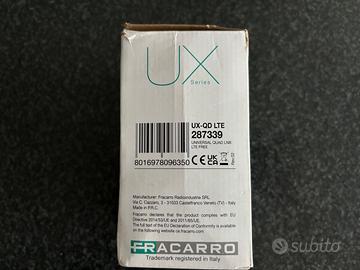 UX
Series
UX-QD LTE
287339
UNIVERSAL QUAD LNB
LTE FREE
8016978096350
Manufacturer: Fracarro Radioindustrie SRL
Via C. Cazzaro, 3 - 31033 Castelfranco Veneto (TV) - Italy
Made in P.R.C.
Fracarro declares that the product complies with EU
Directive 2014/53/UE and 2011/65/UE.
The full text of the EU Declaration of Conformity is available
at the following website ce.fracarro.com
FRACARRO
Trademark registered in Italy
subito